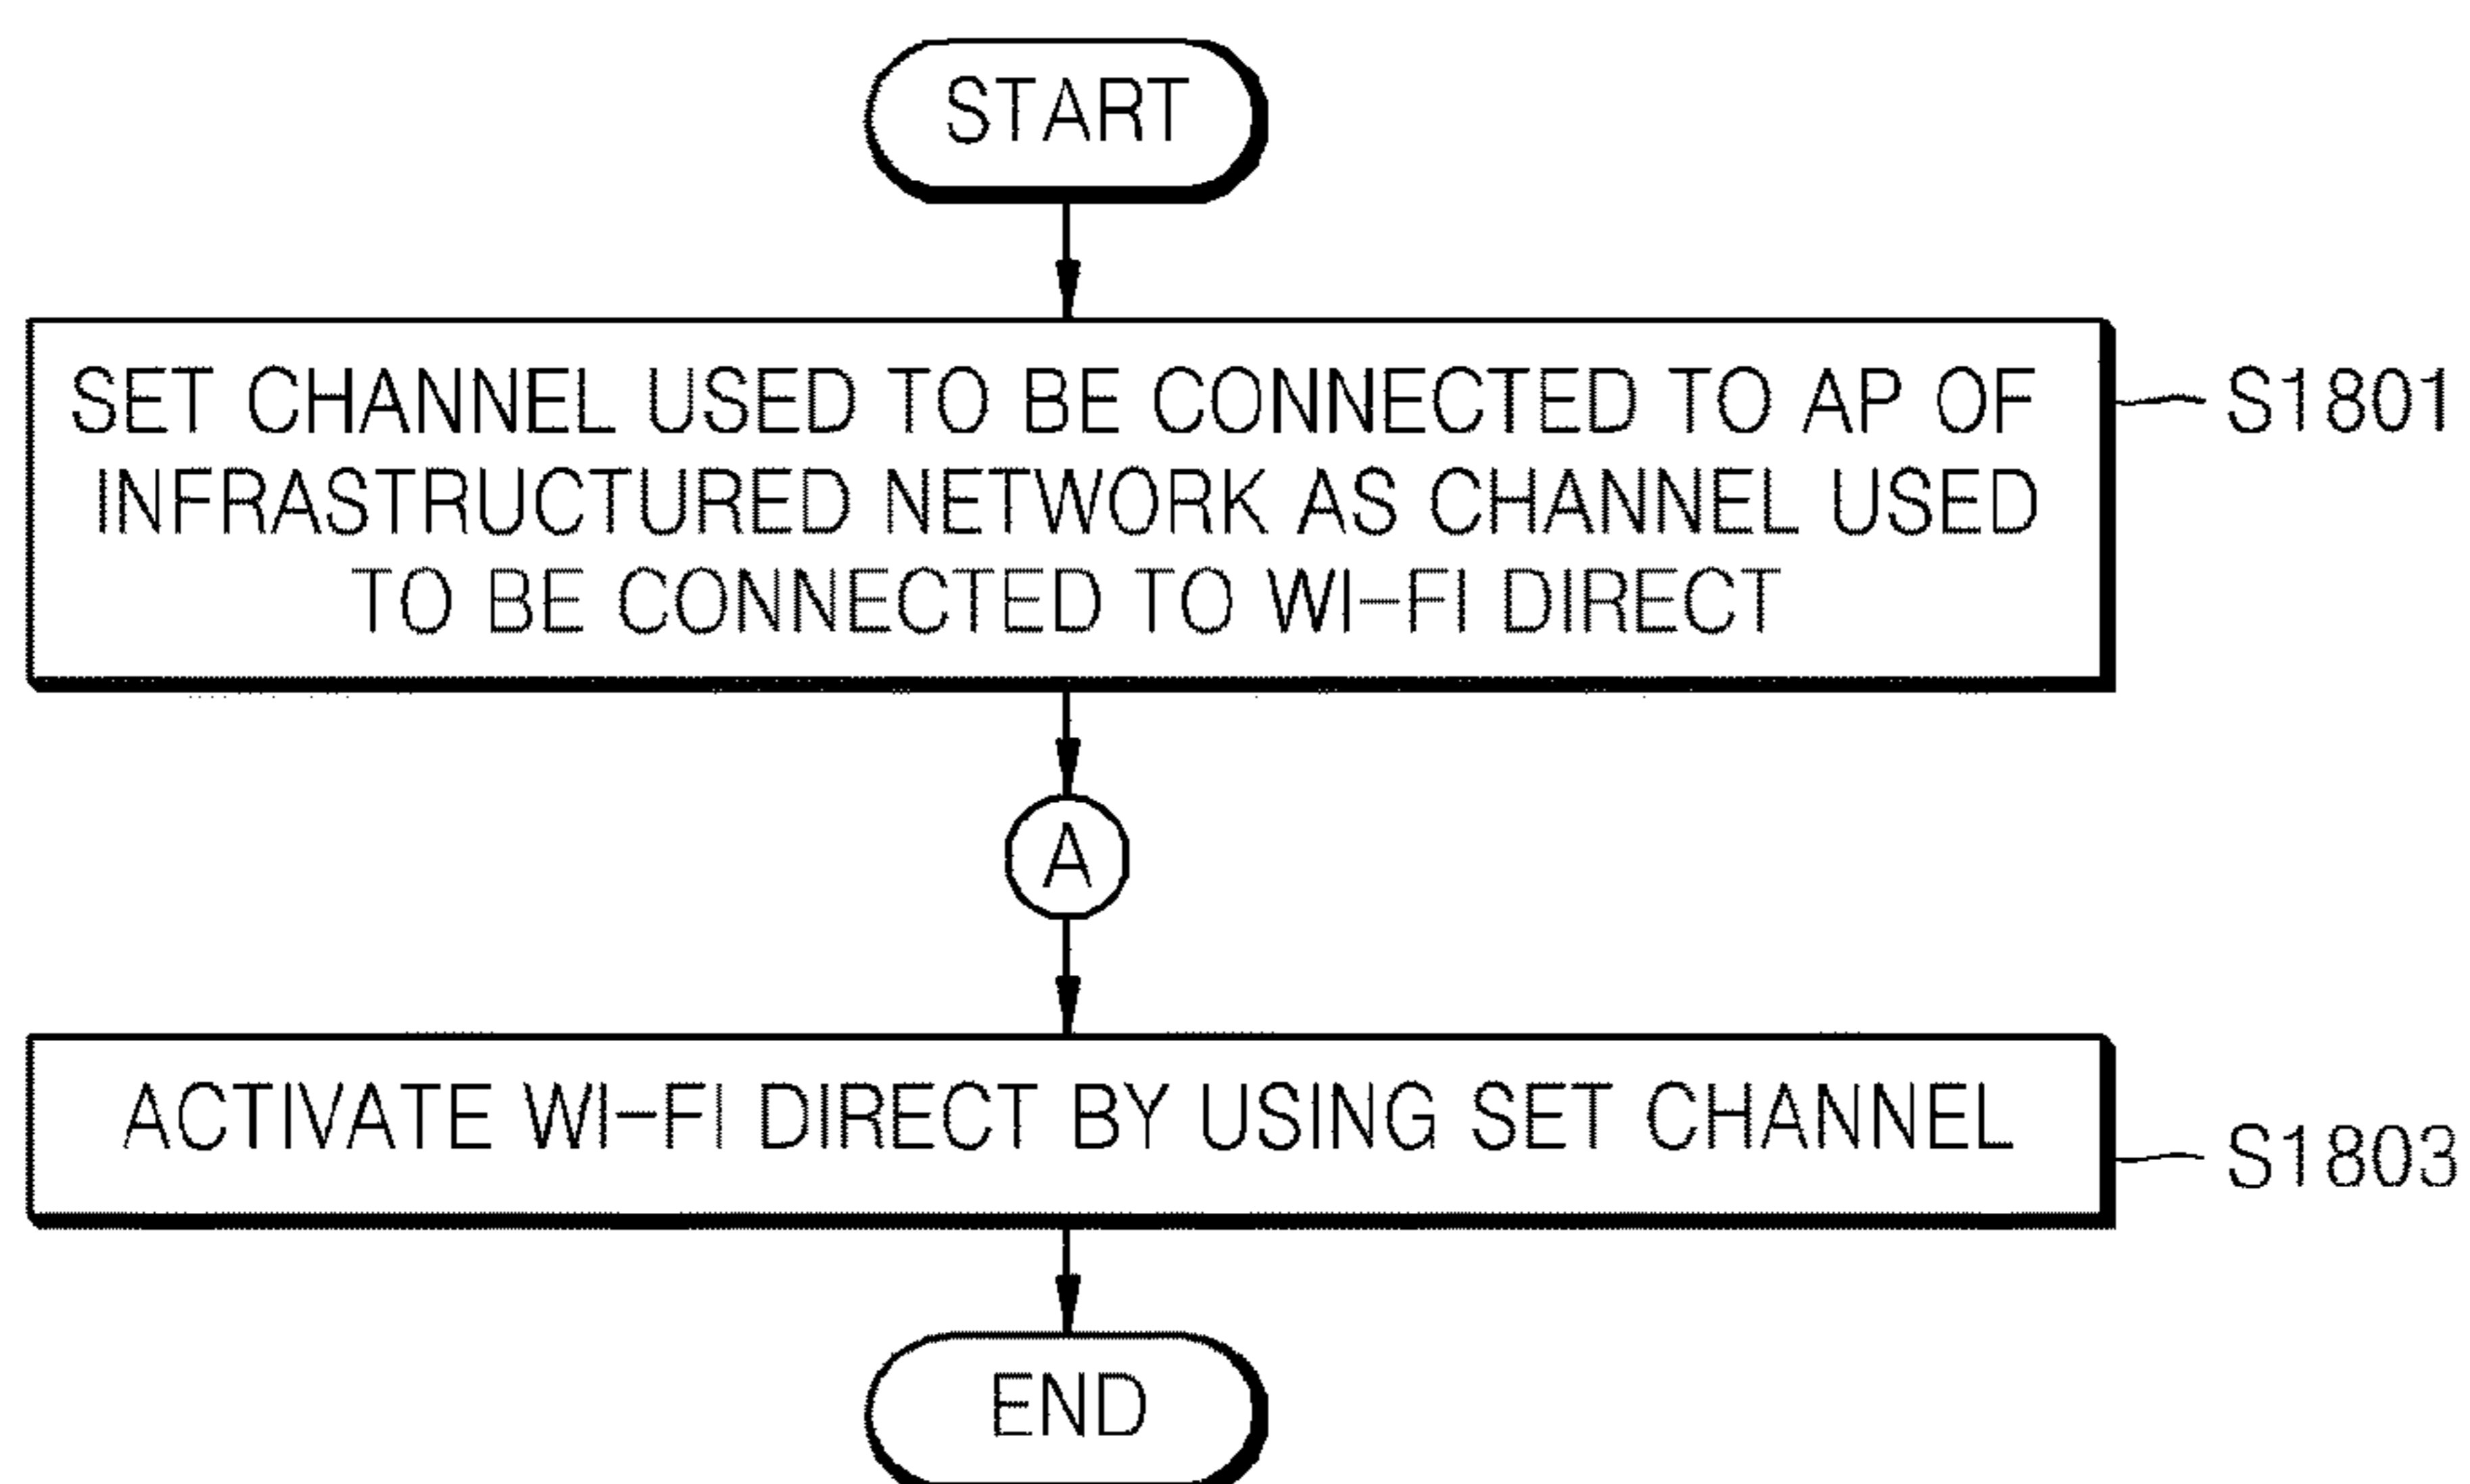 START
SET CHANNEL USED TO BE CONNECTED TO AP OF
INFRASTRUCTURED NETWORK AS CHANNEL USED
TO BE CONNECTED TO WI-FI DIRECT
S1801
A
ACTIVATE WI-FI DIRECT BY USING SET CHANNEL
S1803
END